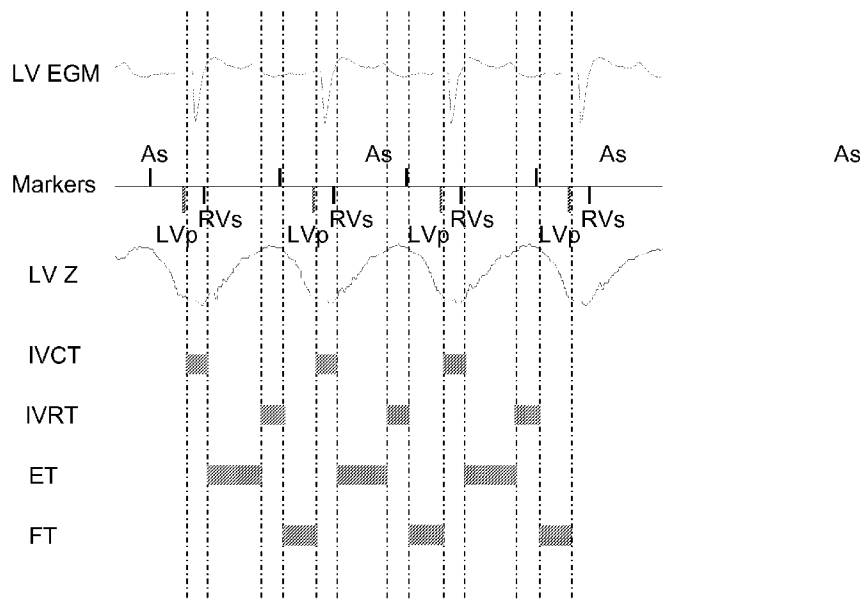 LV EGM
As As As As
Markers
RVs RVs RVs RVs
LVp LVp LVp LVp
LV Z
IVCT
IVRT
ET
FT